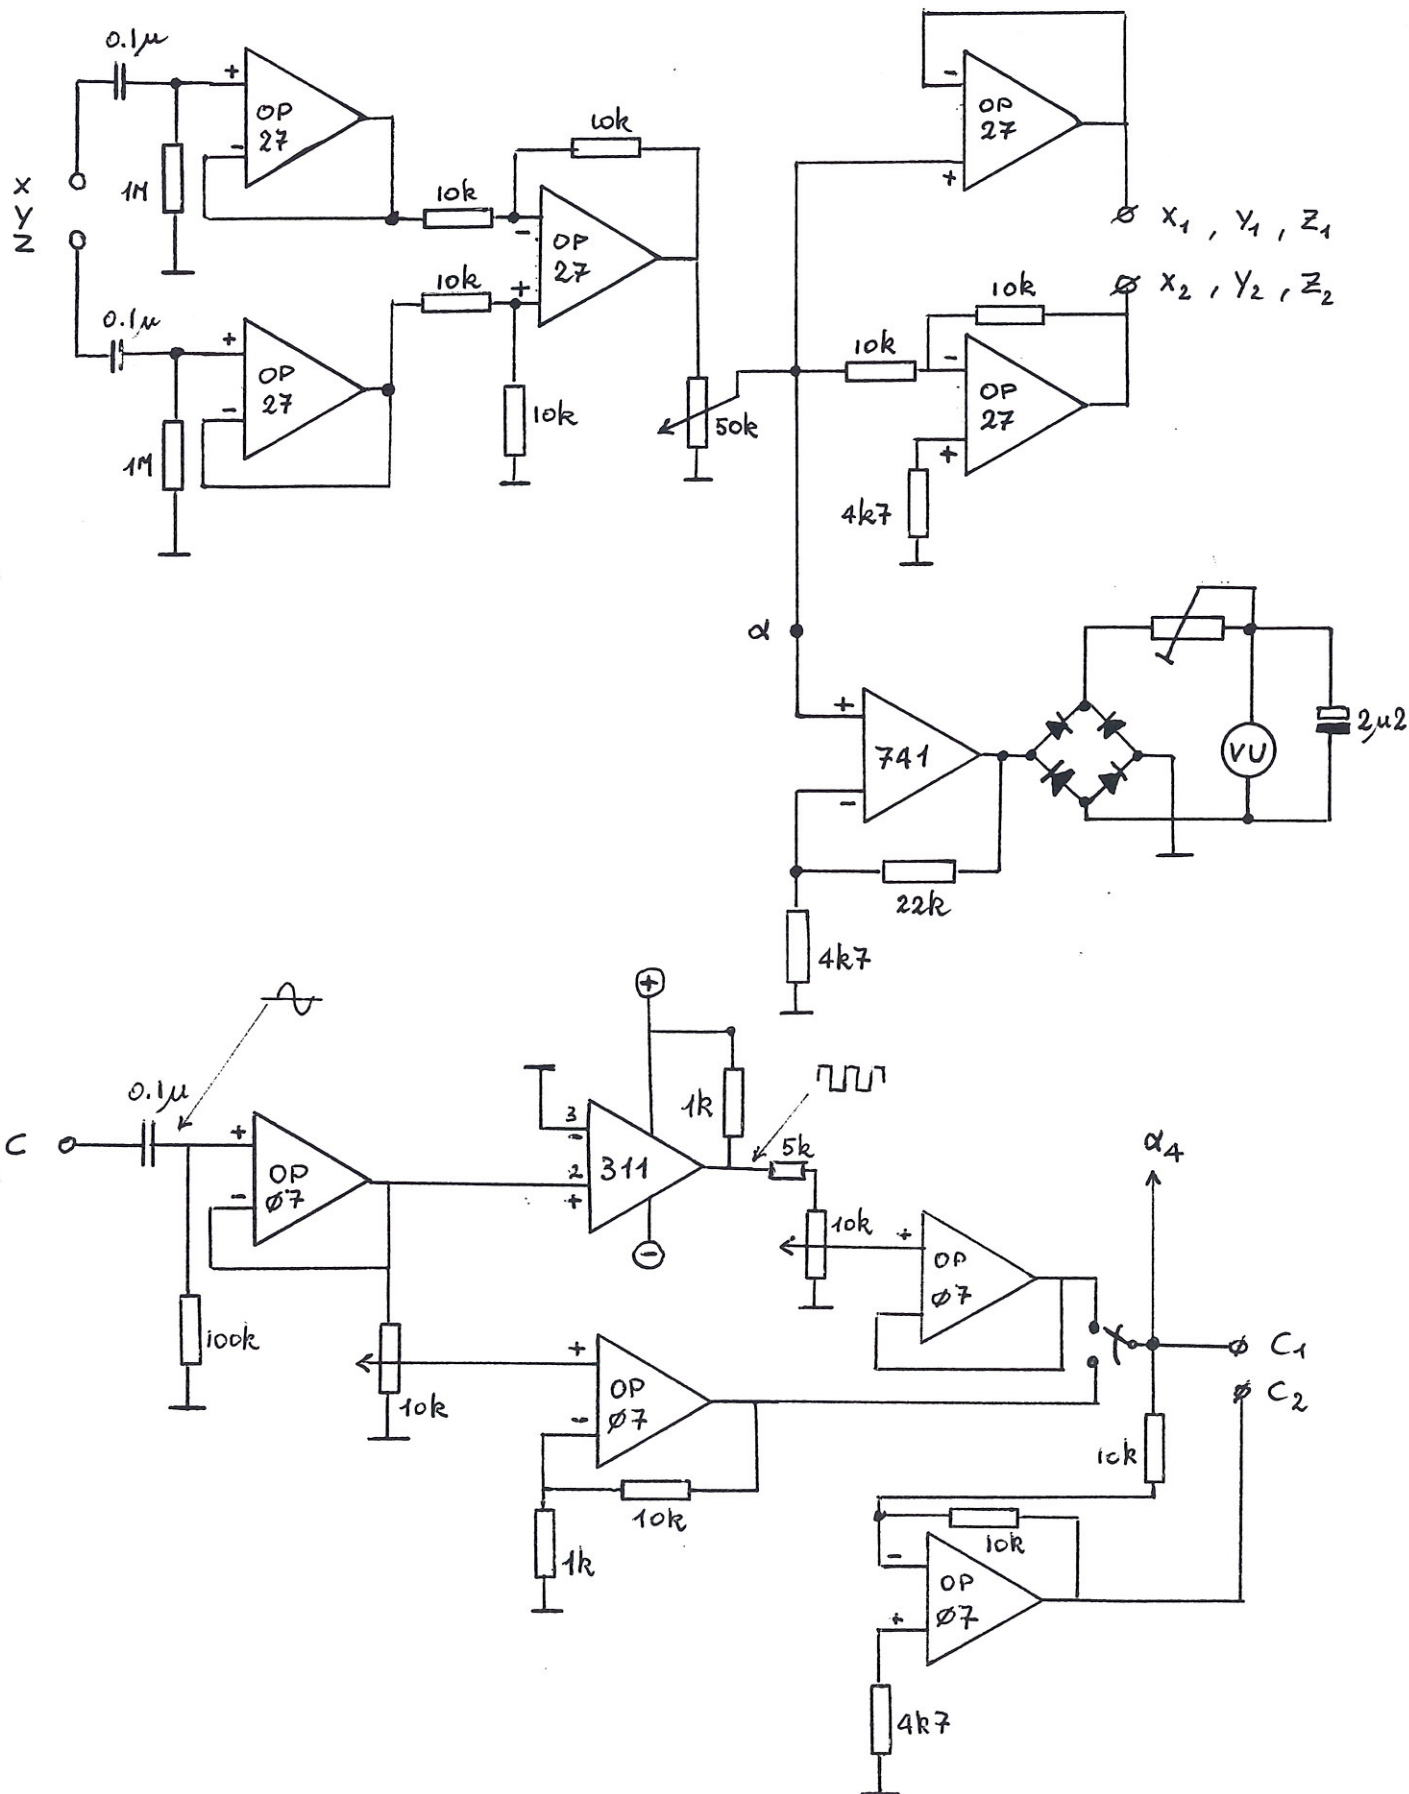 0.1µ
+
OP
27
-
1M
X
Y
Z
0.1µ
+
OP
27
-
1M
10k
10k
-
OP
27
+
10k
10k
50k
-
OP
27
+
X1 , Y1 , Z1
X2 , Y2 , Z2
10k
10k
-
OP
27
+
4k7
α
+
741
-
22k
4k7
VU
2µ2
C
0.1µ
+
OP
Ø7
-
100k
10k
+
3
-
311
2
+
-
1k
5k
10k
+
OP
Ø7
α4
C1
C2
+
OP
Ø7
-
10k
1k
10k
10k
-
OP
Ø7
+
4k7